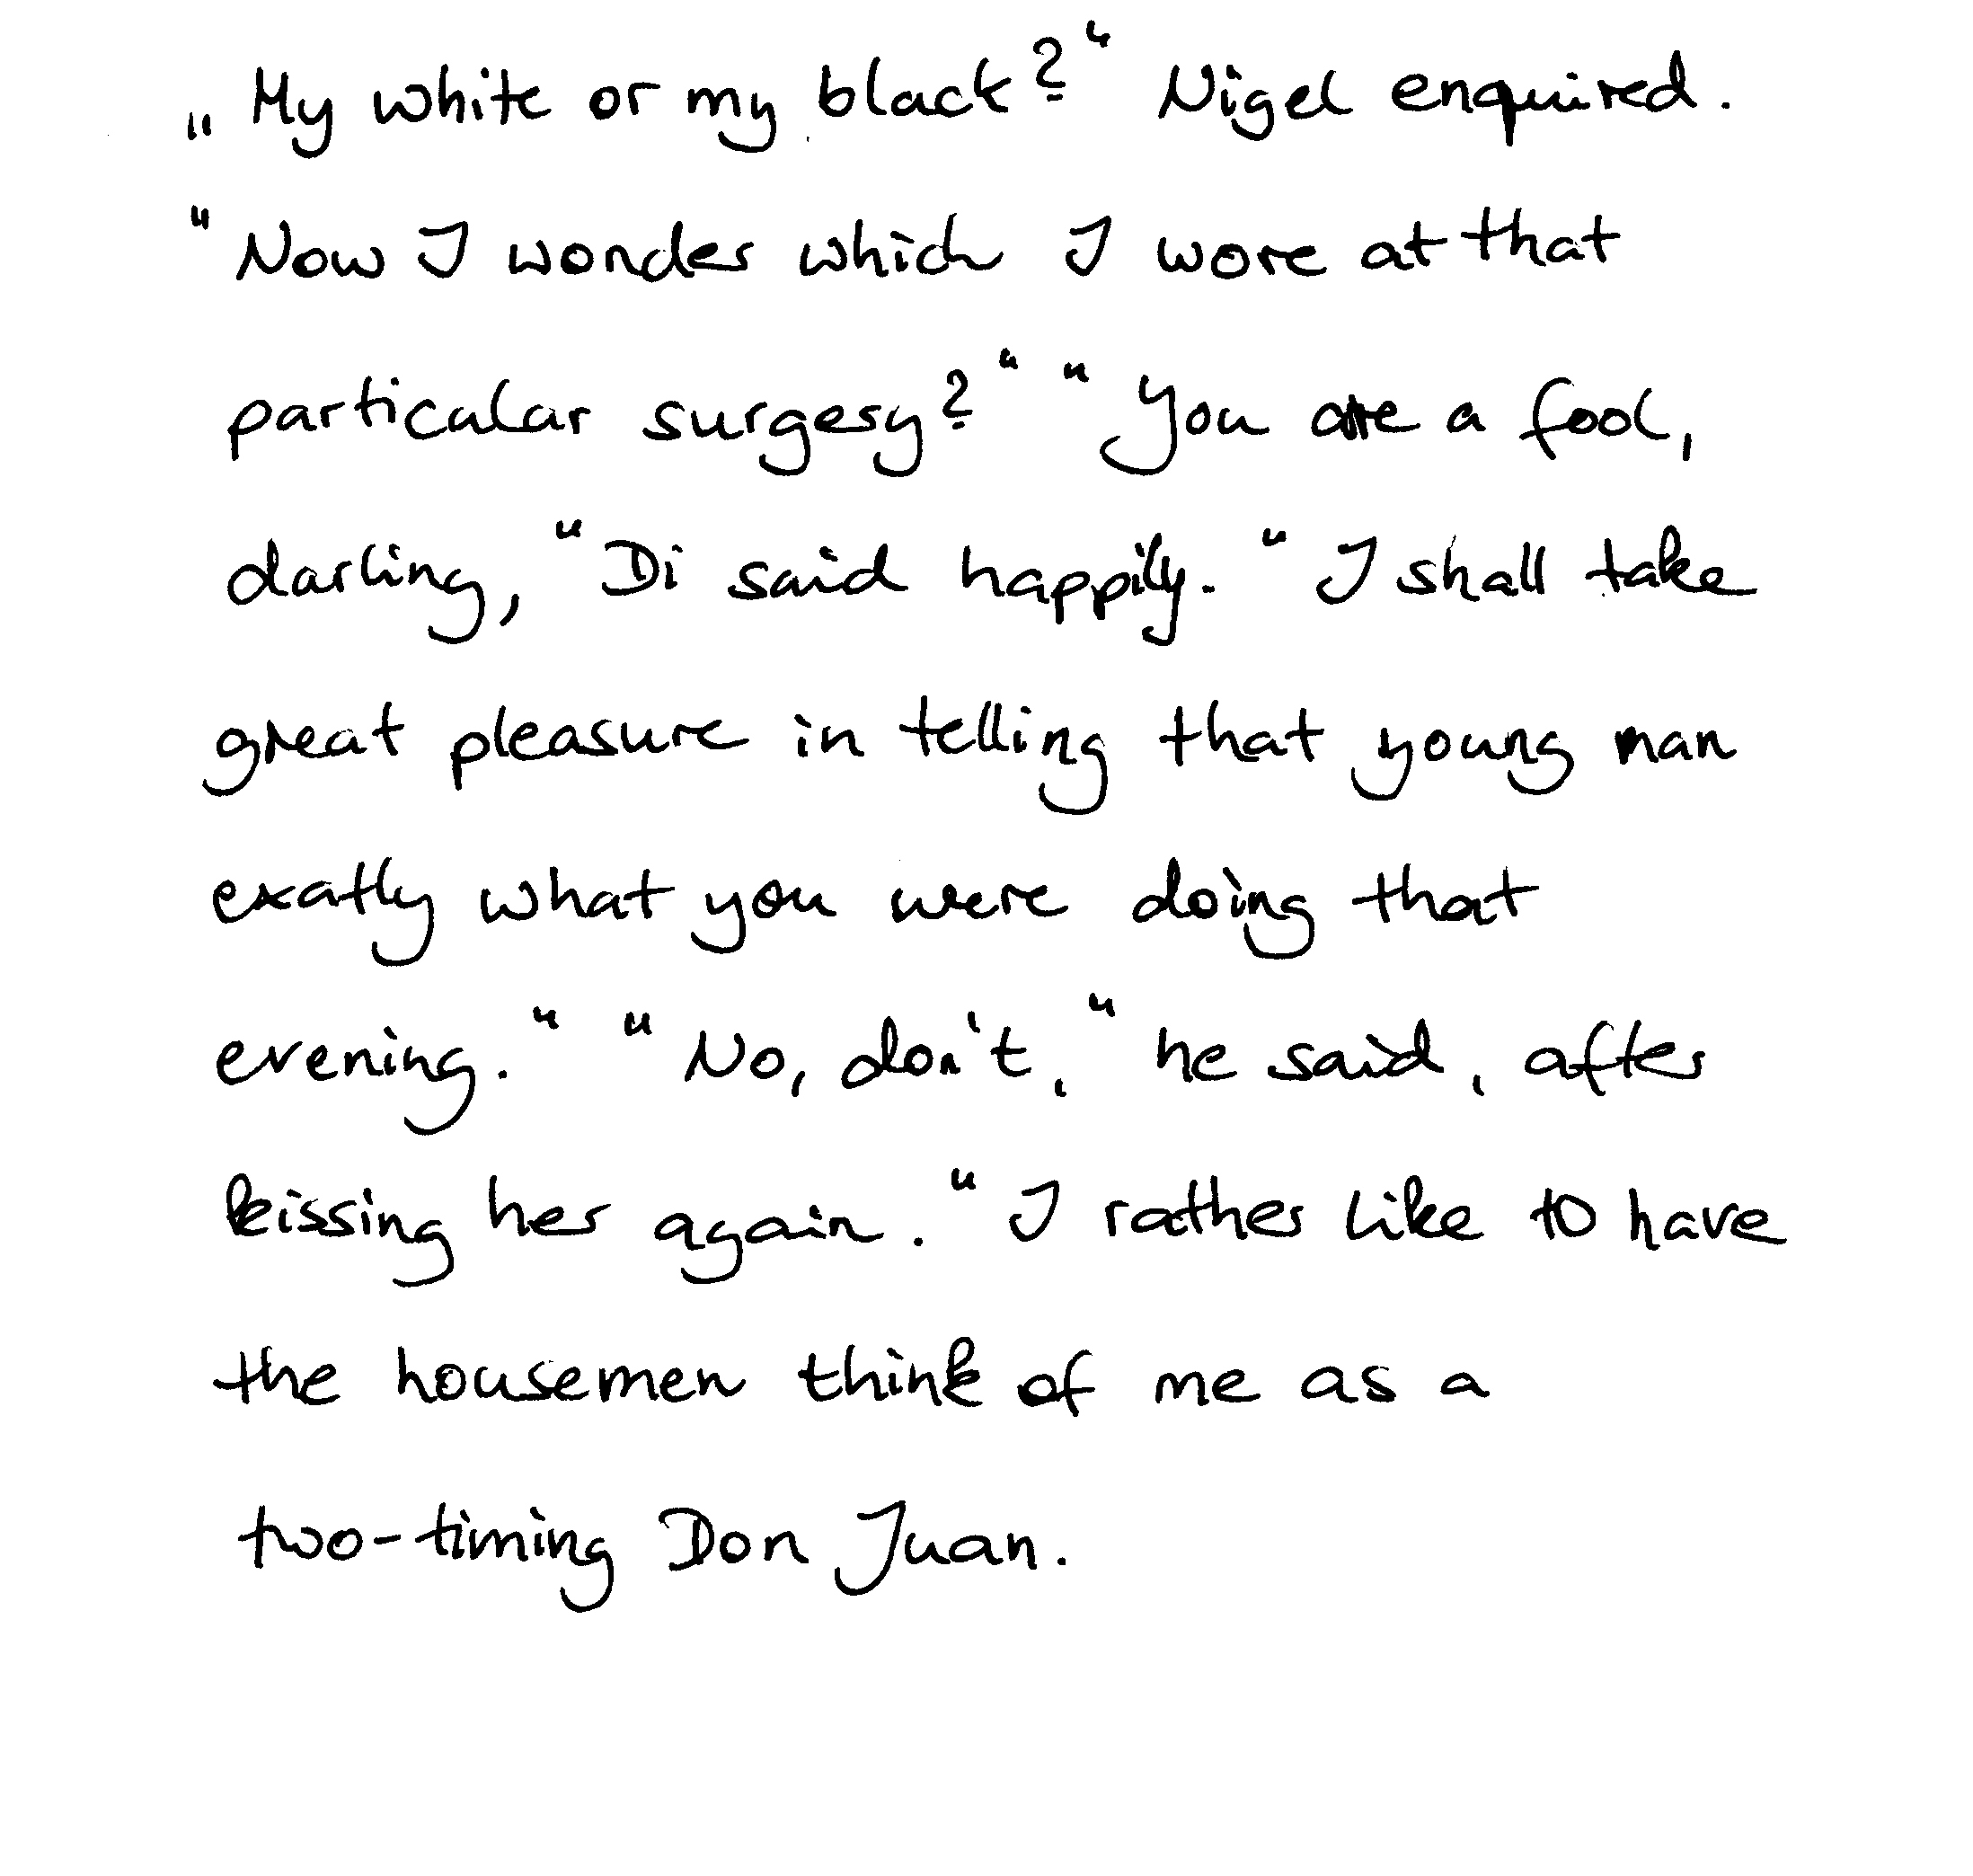 „My white or my black?“ Nigel enquired.
"Now I wonder which I wore at that
particular surgery?" "You are a fool,
darling," Di said happily. "I shall take
great pleasure in telling that young man
exatly what you were doing that
evening." "No, don't," he said, after
kissing her again. "I rather like to have
the housemen think of me as a
two-timing Don Juan.